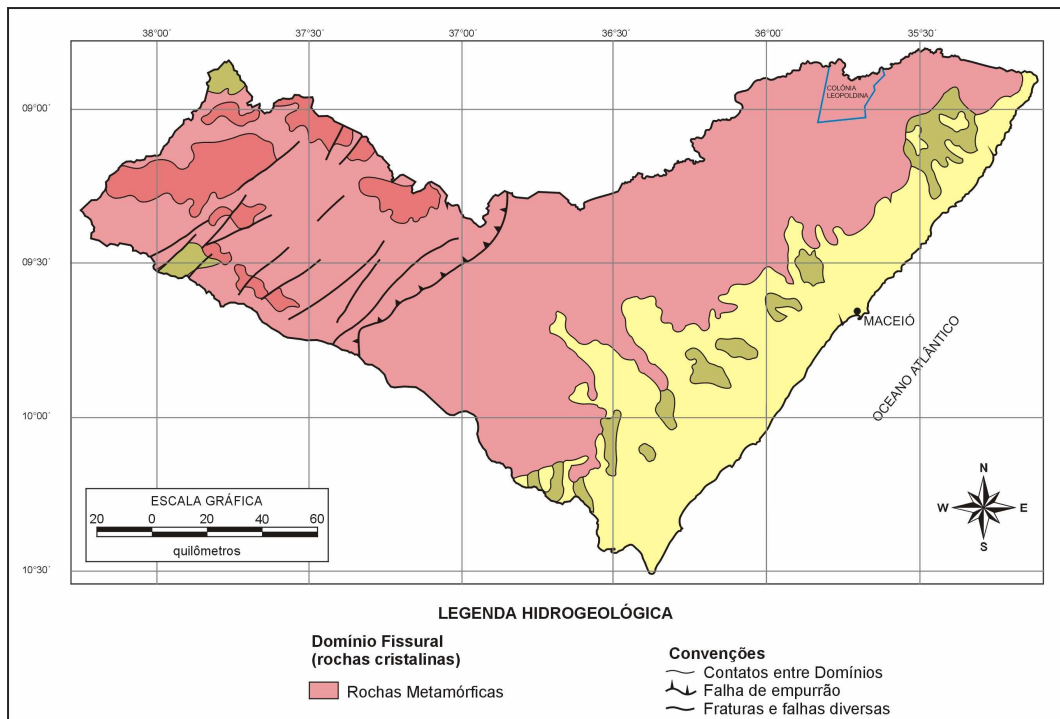 38°00´ 37°30´ 37°00´ 36°30´ 36°00´ 35°30´
COLÔNIA
LEOPOLDINA
09°00´
09°30´
MACEIÓ
OCEANO ATLÂNTICO
10°00´
N
W E
S
ESCALA GRÁFICA
20 0 20 40 60
quilômetros
10°30´
LEGENDA HIDROGEOLÓGICA
Domínio Fissural
(rochas cristalinas)
Rochas Metamórficas
Convenções
Contatos entre Domínios
Falha de empurrão
Fraturas e falhas diversas